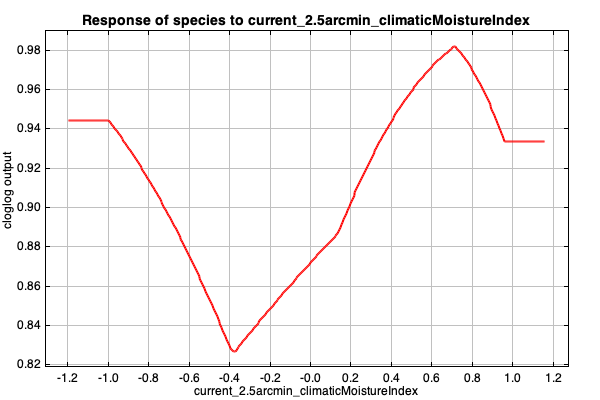 Response of species to current_2.5arcmin_climaticMoistureIndex
cloglog output
0.98
0.96
0.94
0.92
0.90
0.88
0.86
0.84
0.82
-1.2 -1.0 -0.8 -0.6 -0.4 -0.2 -0.0 0.2 0.4 0.6 0.8 1.0 1.2
current_2.5arcmin_climaticMoistureIndex